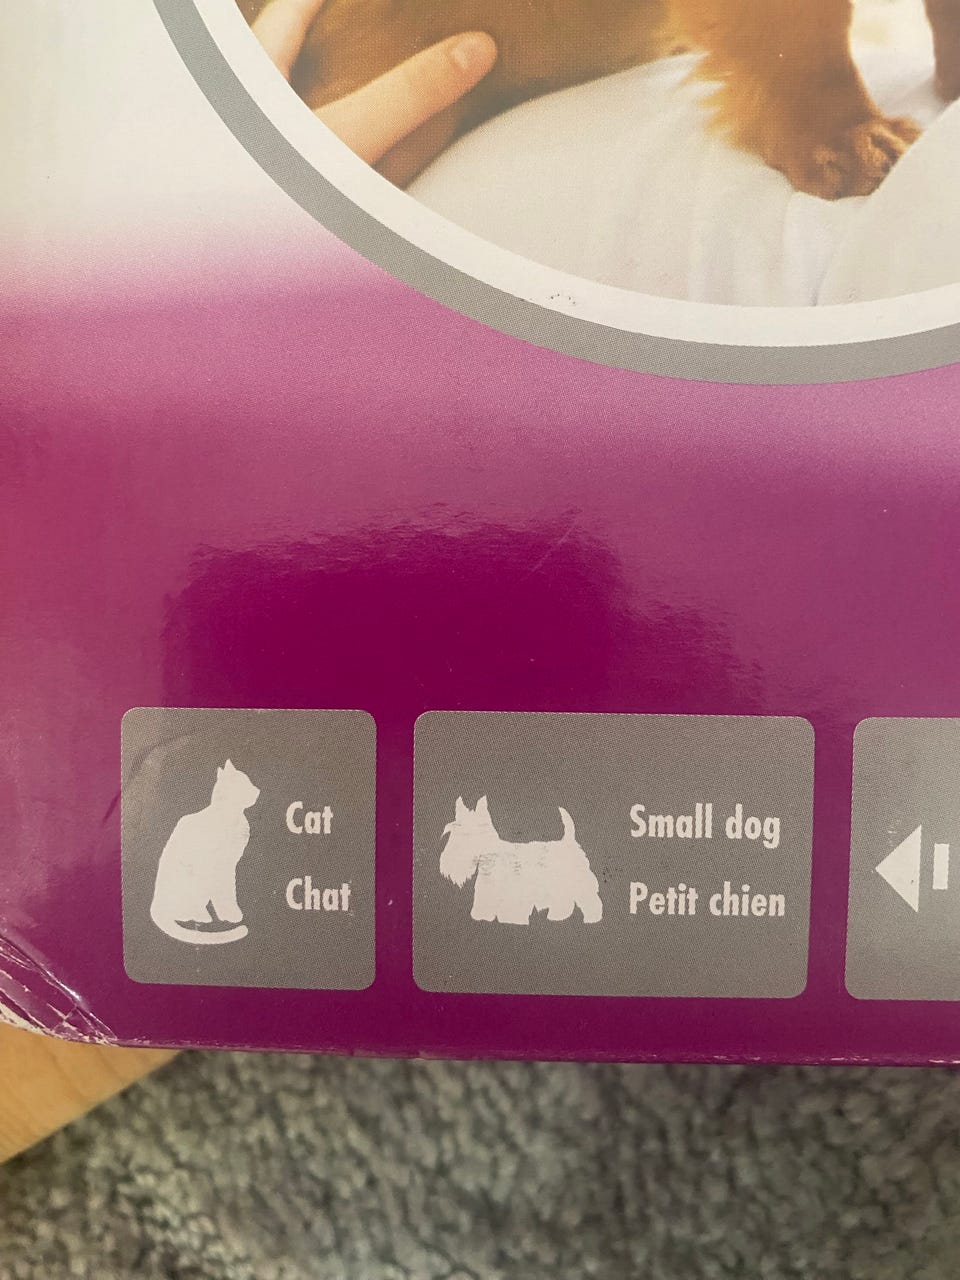 Cat
Chat
Small dog
Petit chien